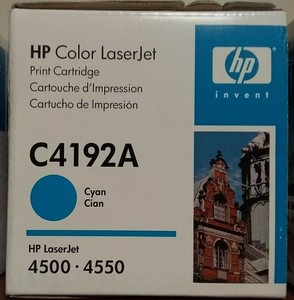 HP Color LaserJet
Print Cartridge
Cartouche d'Impression
Cartucho de Impresión
hp
invent
C4192A
Cyan
Cian
HP LaserJet
4500 · 4550